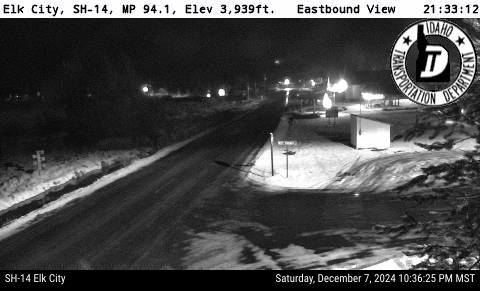 Elk City, SH-14, MP 94.1, Elev 3,939ft. Eastbound View 21:33:12
IDAHO
TRANSPORTATION DEPARTMENT
SH-14 Elk City
Saturday, December 7, 2024 10:36:25 PM MST